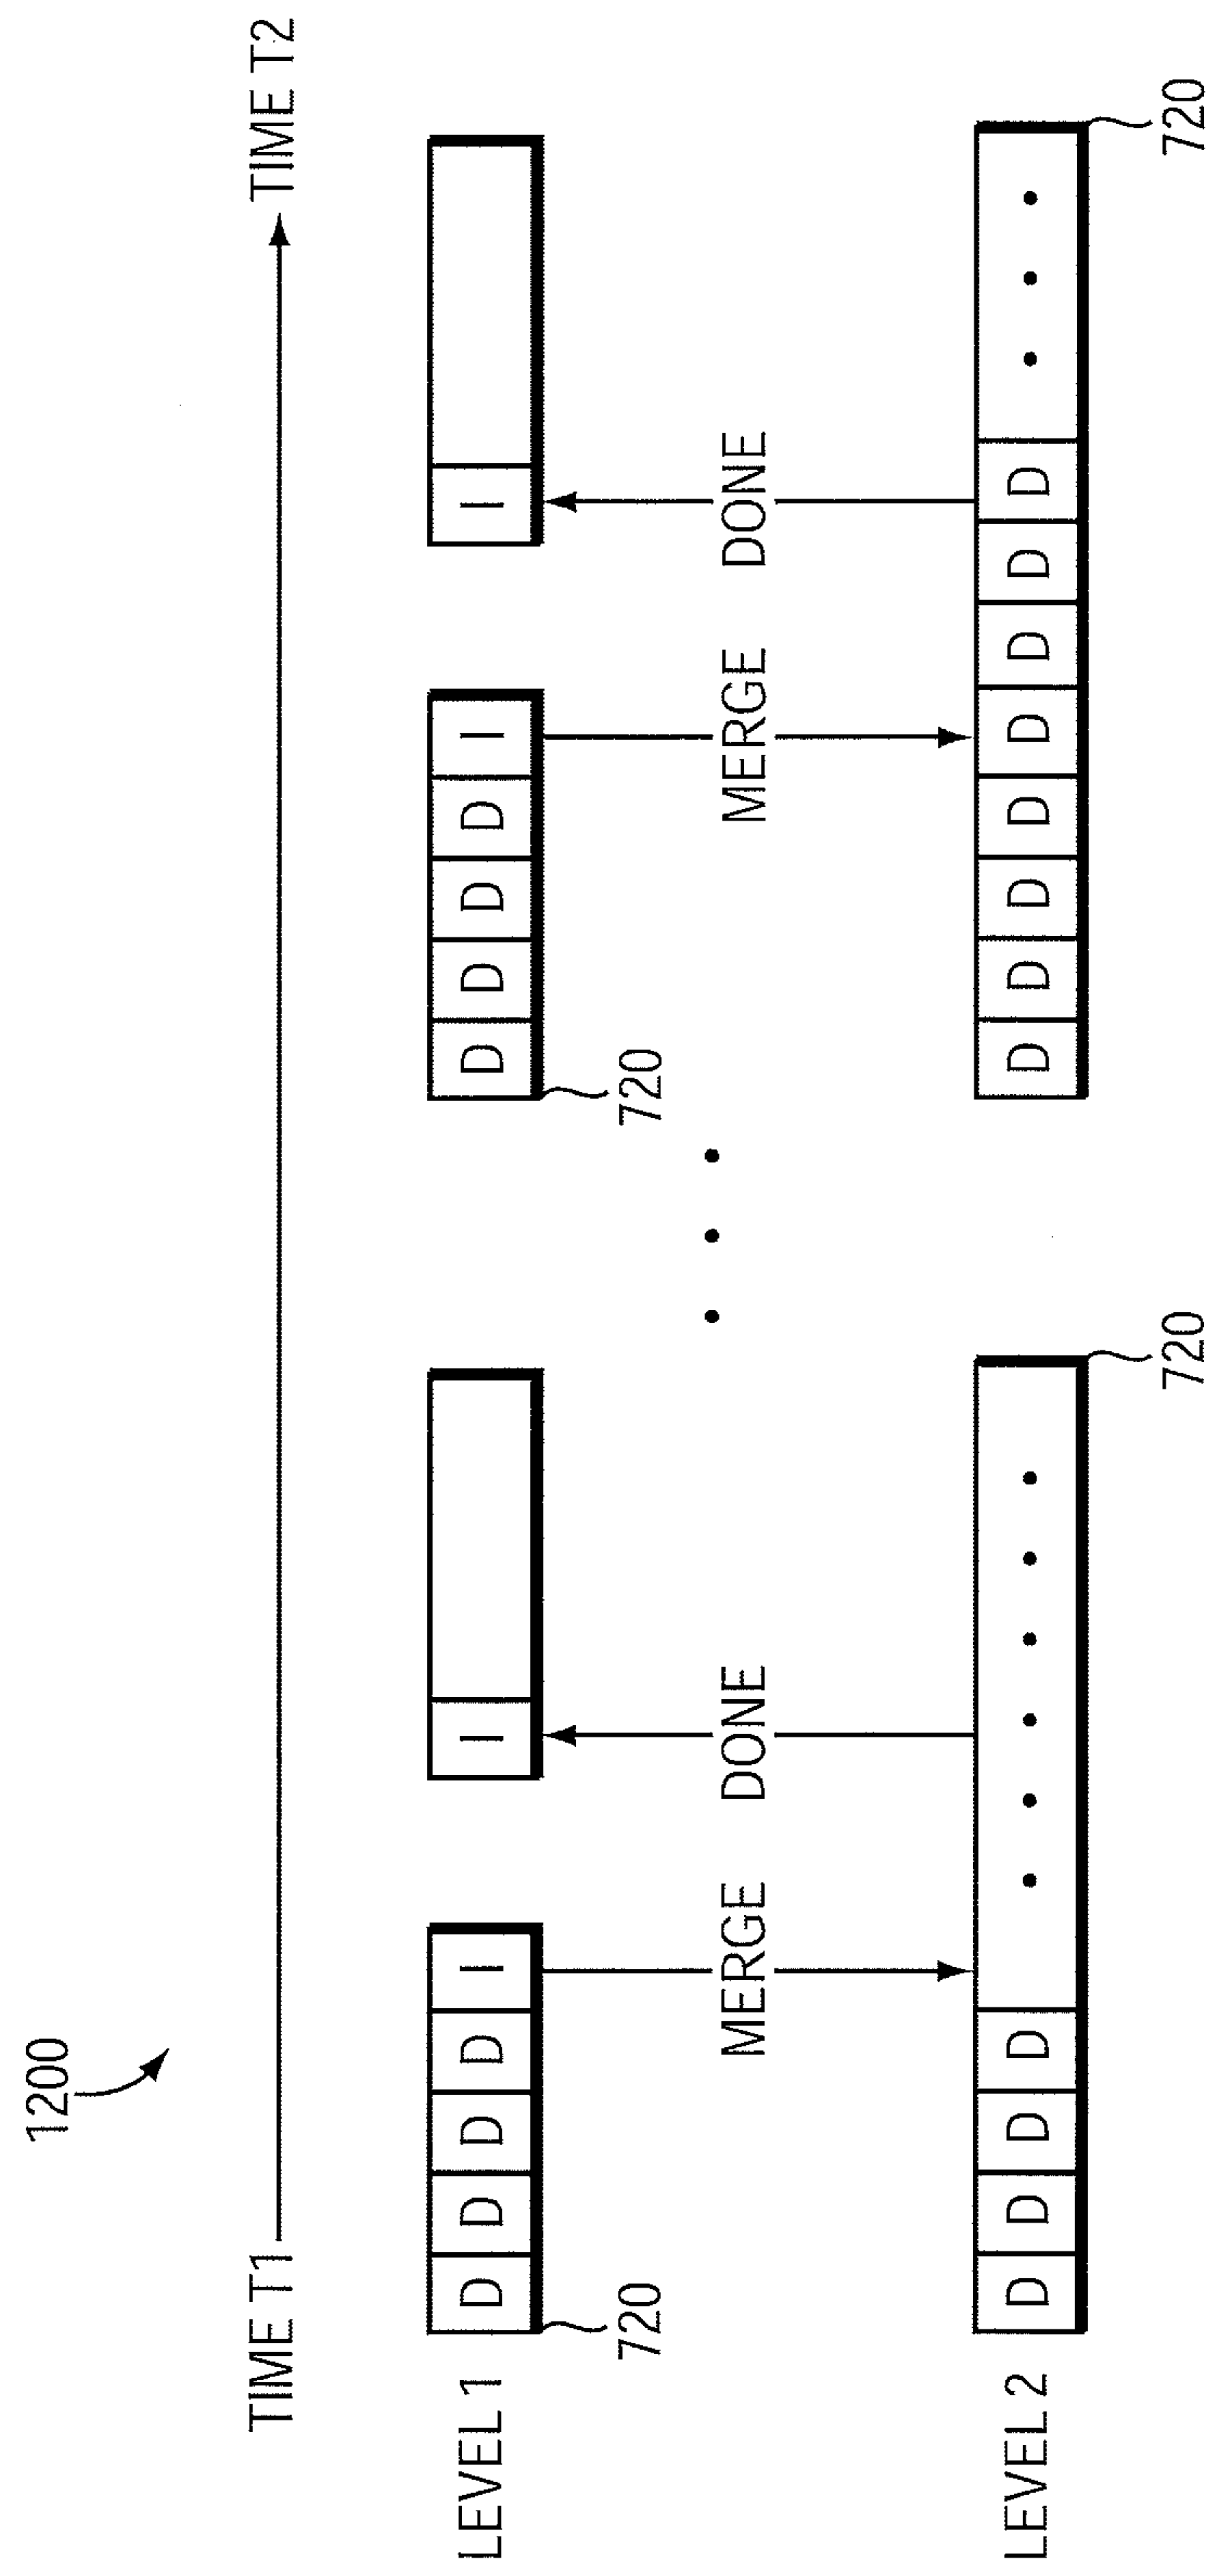 1200
TIME T1 TIME T2
LEVEL 1 D D D D I I D D D D I I
720 720
MERGE DONE MERGE DONE
LEVEL 2 D D D D D D D D D D D D
720 720